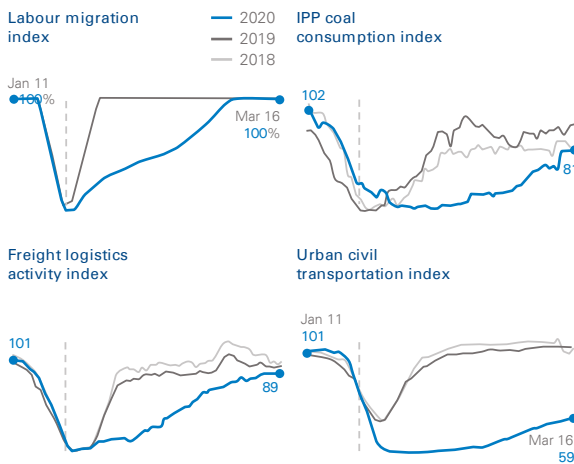 Labour migration
index
2020
2019
2018
Jan 11
100%
Mar 16
100%
IPP coal
consumption index
102
81
Freight logistics
activity index
101
89
Urban civil
transportation index
Jan 11
101
Mar 16
59